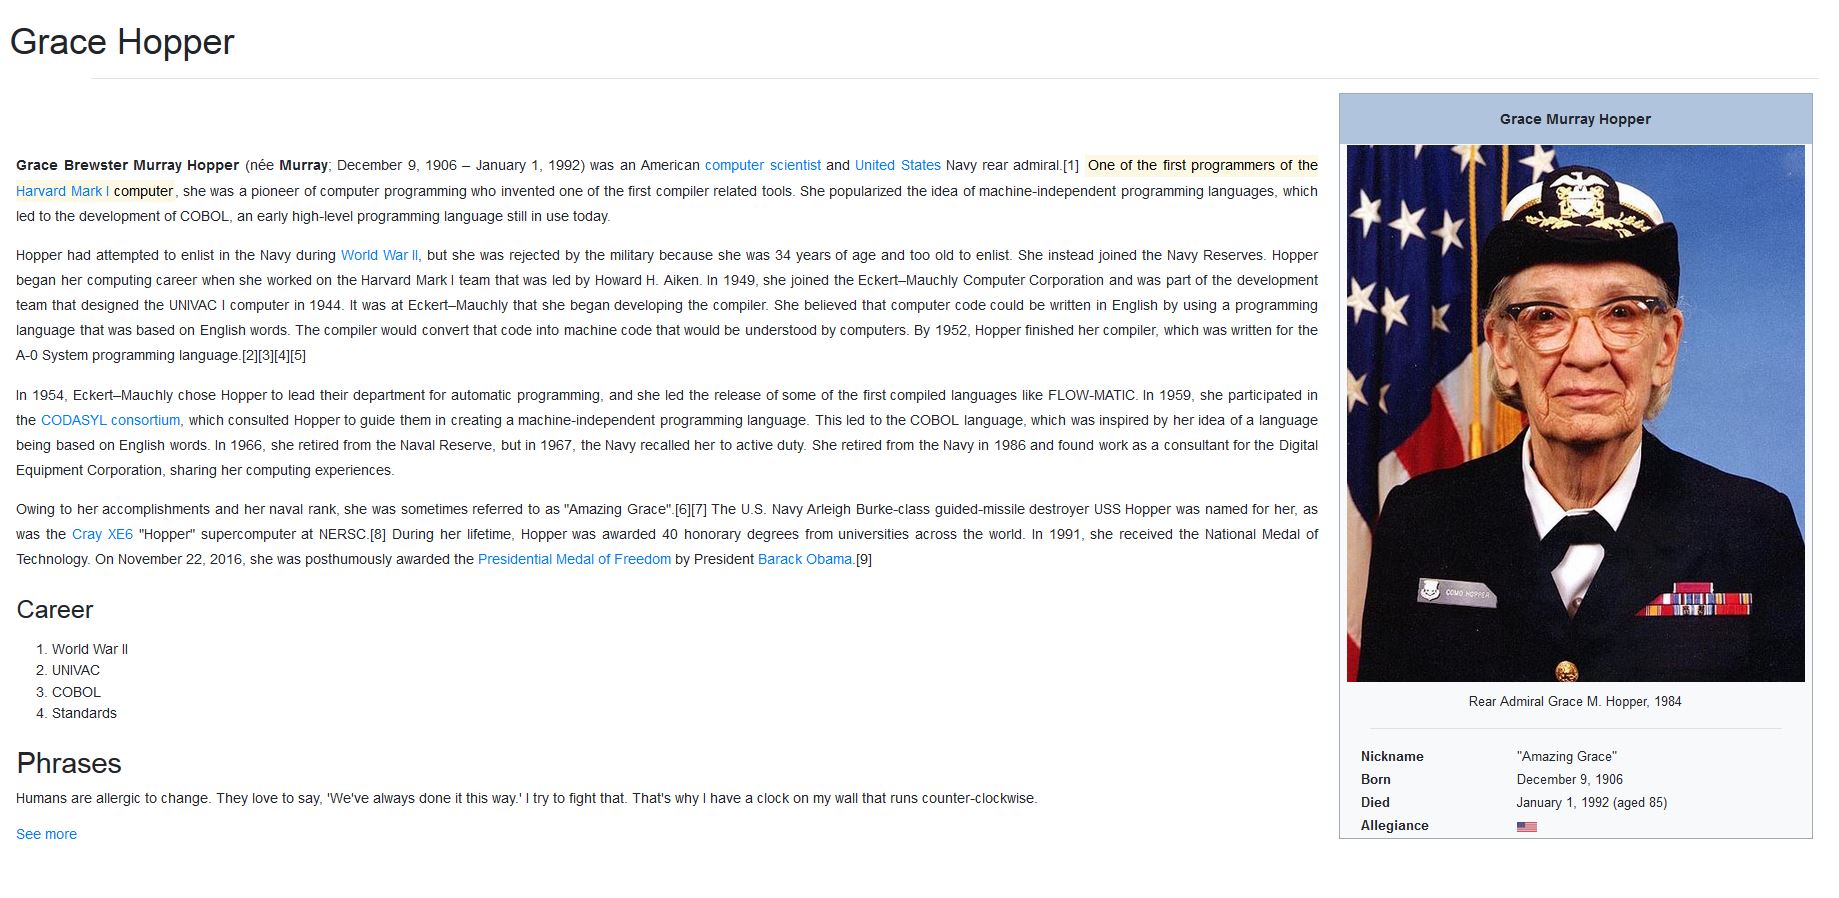 Grace Hopper
Grace Brewster Murray Hopper (née Murray; December 9, 1906 – January 1, 1992) was an American computer scientist and United States Navy rear admiral.[1] One of the first programmers of the
Harvard Mark I computer, she was a pioneer of computer programming who invented one of the first compiler related tools. She popularized the idea of machine-independent programming languages, which
led to the development of COBOL, an early high-level programming language still in use today.
Hopper had attempted to enlist in the Navy during World War II, but she was rejected by the military because she was 34 years of age and too old to enlist. She instead joined the Navy Reserves. Hopper
began her computing career when she worked on the Harvard Mark I team that was led by Howard H. Aiken. In 1949, she joined the Eckert–Mauchly Computer Corporation and was part of the development
team that designed the UNIVAC I computer in 1944. It was at Eckert–Mauchly that she began developing the compiler. She believed that computer code could be written in English by using a programming
language that was based on English words. The compiler would convert that code into machine code that would be understood by computers. By 1952, Hopper finished her compiler, which was written for the
A-0 System programming language.[2][3][4][5]
In 1954, Eckert–Mauchly chose Hopper to lead their department for automatic programming, and she led the release of some of the first compiled languages like FLOW-MATIC. In 1959, she participated in
the CODASYL consortium, which consulted Hopper to guide them in creating a machine-independent programming language. This led to the COBOL language, which was inspired by her idea of a language
being based on English words. In 1966, she retired from the Naval Reserve, but in 1967, the Navy recalled her to active duty. She retired from the Navy in 1986 and found work as a consultant for the Digital
Equipment Corporation, sharing her computing experiences.
Owing to her accomplishments and her naval rank, she was sometimes referred to as "Amazing Grace".[6][7] The U.S. Navy Arleigh Burke-class guided-missile destroyer USS Hopper was named for her, as
was the Cray XE6 "Hopper" supercomputer at NERSC.[8] During her lifetime, Hopper was awarded 40 honorary degrees from universities across the world. In 1991, she received the National Medal of
Technology. On November 22, 2016, she was posthumously awarded the Presidential Medal of Freedom by President Barack Obama.[9]
Career
1. World War II
2. UNIVAC
3. COBOL
4. Standards
Phrases
Humans are allergic to change. They love to say, 'We've always done it this way.' I try to fight that. That's why I have a clock on my wall that runs counter-clockwise.
See more
Grace Murray Hopper
COMO HOPPER
Rear Admiral Grace M. Hopper, 1984
Nickname "Amazing Grace"
Born December 9, 1906
Died January 1, 1992 (aged 85)
Allegiance